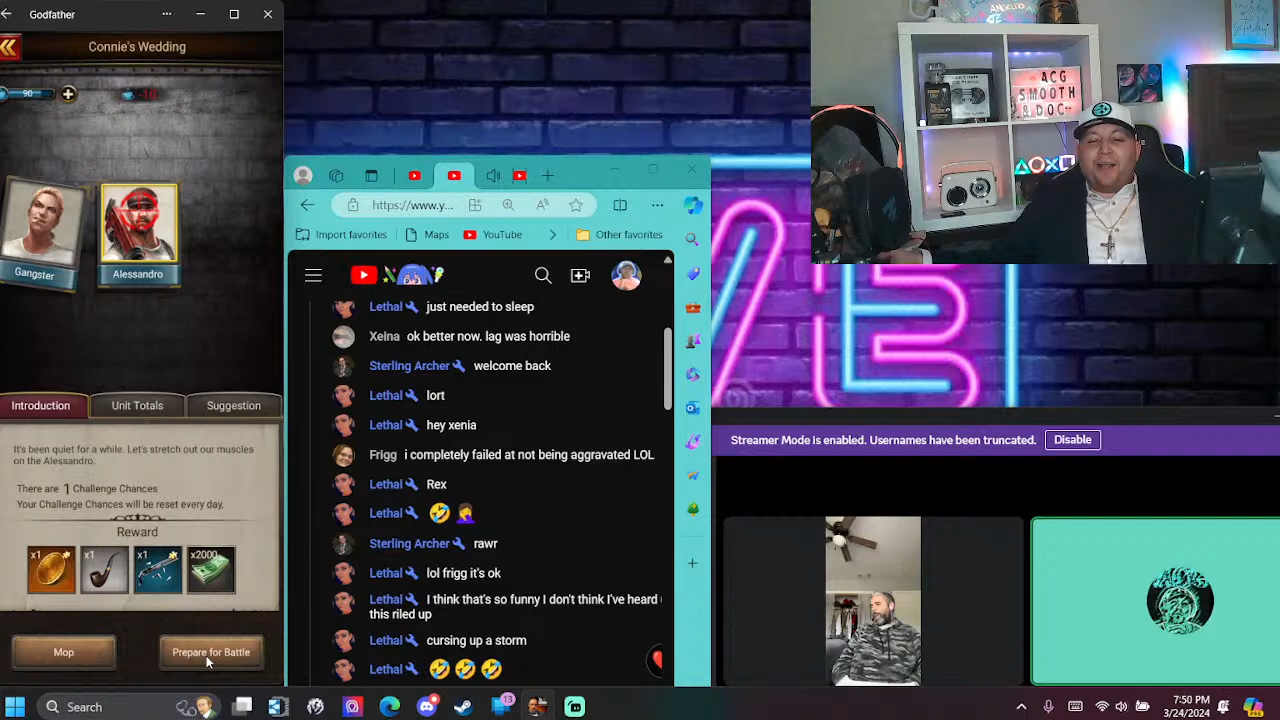 Godfather
Connie's Wedding
90
-10
Gangster
Alessandro
Introduction
Unit Totals
Suggestion
It's been quiet for a while. Let's stretch out our muscles
on the Alessandro.
There are 1 Challenge Chances
Your Challenge Chances will be reset every day.
Reward
x1
x1
x1
x2000
Mop
Prepare for Battle
https://www.y...
Import favorites
Maps
YouTube
Other favorites
Lethal just needed to sleep
Xeina ok better now. lag was horrible
Sterling Archer welcome back
Lethal lort
Lethal hey xenia
Frigg i completely failed at not being aggravated LOL
Lethal Rex
Lethal
Sterling Archer rawr
Lethal lol frigg it's ok
Lethal I think that's so funny I don't think I've heard
this riled up
Lethal cursing up a storm
Lethal
ACG
SMOOTH
& DOC
Streamer Mode is enabled. Usernames have been truncated.
Disable
Search
13
7:50 PM
3/24/2024